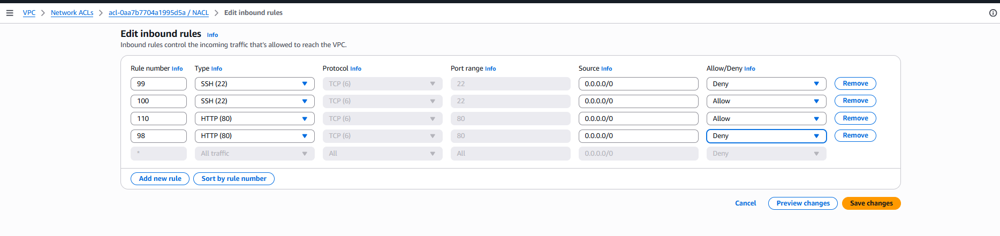 VPC > Network ACLs > acl-0aa7b7704a1995d5a / NACL > Edit inbound rules
Edit inbound rules Info
Inbound rules control the incoming traffic that's allowed to reach the VPC.
Rule number Info Type Info Protocol Info Port range Info Source Info Allow/Deny Info
99 SSH (22) TCP (6) 22 0.0.0.0/0 Deny Remove
100 SSH (22) TCP (6) 22 0.0.0.0/0 Allow Remove
110 HTTP (80) TCP (6) 80 0.0.0.0/0 Allow Remove
98 HTTP (80) TCP (6) 80 0.0.0.0/0 Deny Remove
* All traffic All All 0.0.0.0/0 Deny
Add new rule Sort by rule number
Cancel Preview changes Save changes